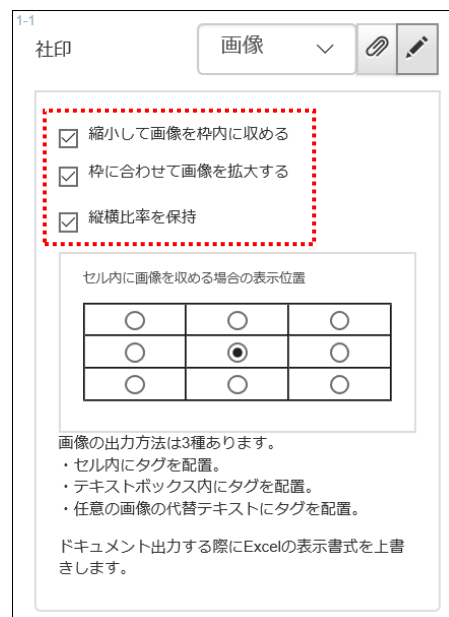 1-1
社印
画像
縮小して画像を枠内に収める
枠に合わせて画像を拡大する
縦横比率を保持
セル内に画像を収める場合の表示位置
画像の出力方法は3種あります。
・セル内にタグを配置。
・テキストボックス内にタグを配置。
・任意の画像の代替テキストにタグを配置。
ドキュメント出力する際にExcelの表示書式を上書
きします。